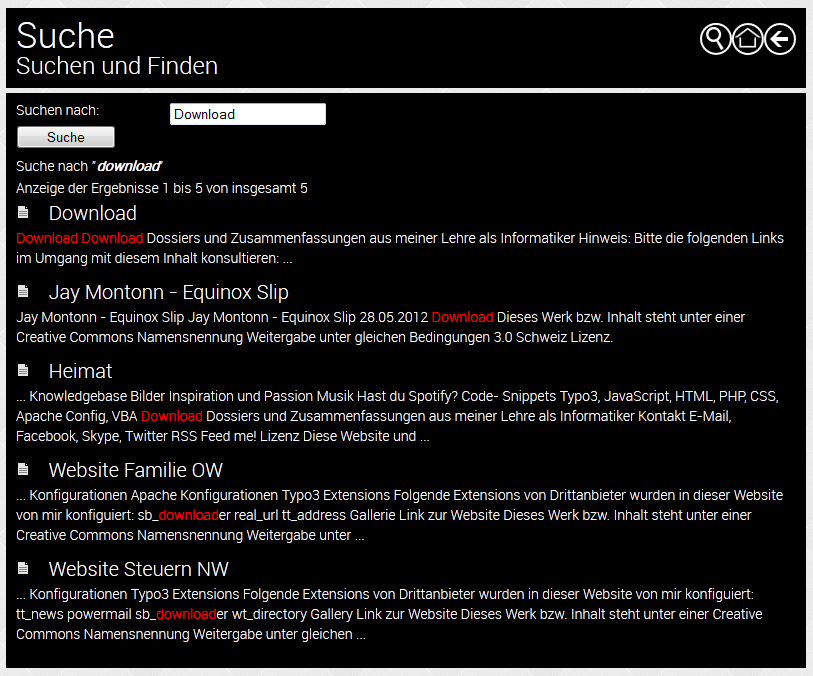 Suche
Suchen und Finden
Suchen nach:
Download
Suche
Suche nach "download"
Anzeige der Ergebnisse 1 bis 5 von insgesamt 5
Download
Download Download Dossiers und Zusammenfassungen aus meiner Lehre als Informatiker Hinweis: Bitte die folgenden Links
im Umgang mit diesem Inhalt konsultieren: ...
Jay Montonn - Equinox Slip
Jay Montonn - Equinox Slip Jay Montonn - Equinox Slip 28.05.2012 Download Dieses Werk bzw. Inhalt steht unter einer
Creative Commons Namensnennung Weitergabe unter gleichen Bedingungen 3.0 Schweiz Lizenz.
Heimat
... Knowledgebase Bilder Inspiration und Passion Musik Hast du Spotify? Code- Snippets Typo3, JavaScript, HTML, PHP, CSS,
Apache Config, VBA Download Dossiers und Zusammenfassungen aus meiner Lehre als Informatiker Kontakt E-Mail,
Facebook, Skype, Twitter RSS Feed me! Lizenz Diese Website und ...
Website Familie OW
... Konfigurationen Apache Konfigurationen Typo3 Extensions Folgende Extensions von Drittanbieter wurden in dieser Website
von mir konfiguiert: sb_downloader real_url tt_address Gallerie Link zur Website Dieses Werk bzw. Inhalt steht unter einer
Creative Commons Namensnennung Weitergabe unter ...
Website Steuern NW
... Konfigurationen Typo3 Extensions Folgende Extensions von Drittanbieter wurden in dieser Website von mir konfiguiert:
tt_news powermail sb_downloader wt_directory Gallery Link zur Website Dieses Werk bzw. Inhalt steht unter einer Creative
Commons Namensnennung Weitergabe unter gleichen ...